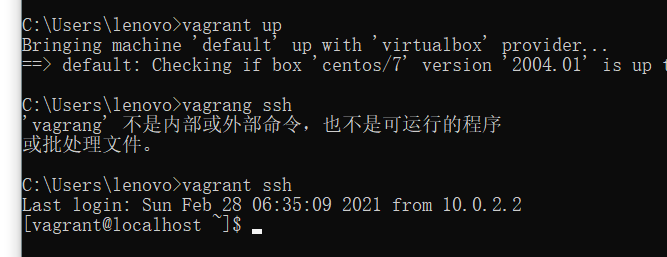 C:\Users\lenovo>vagrant up
Bringing machine 'default' up with 'virtualbox' provider...
==> default: Checking if box 'centos/7' version '2004.01' is up
C:\Users\lenovo>vagrang ssh
'vagrang' 不是内部或外部命令，也不是可运行的程序
或批处理文件。
C:\Users\lenovo>vagrant ssh
Last login: Sun Feb 28 06:35:09 2021 from 10.0.2.2
[vagrant@localhost ~]$